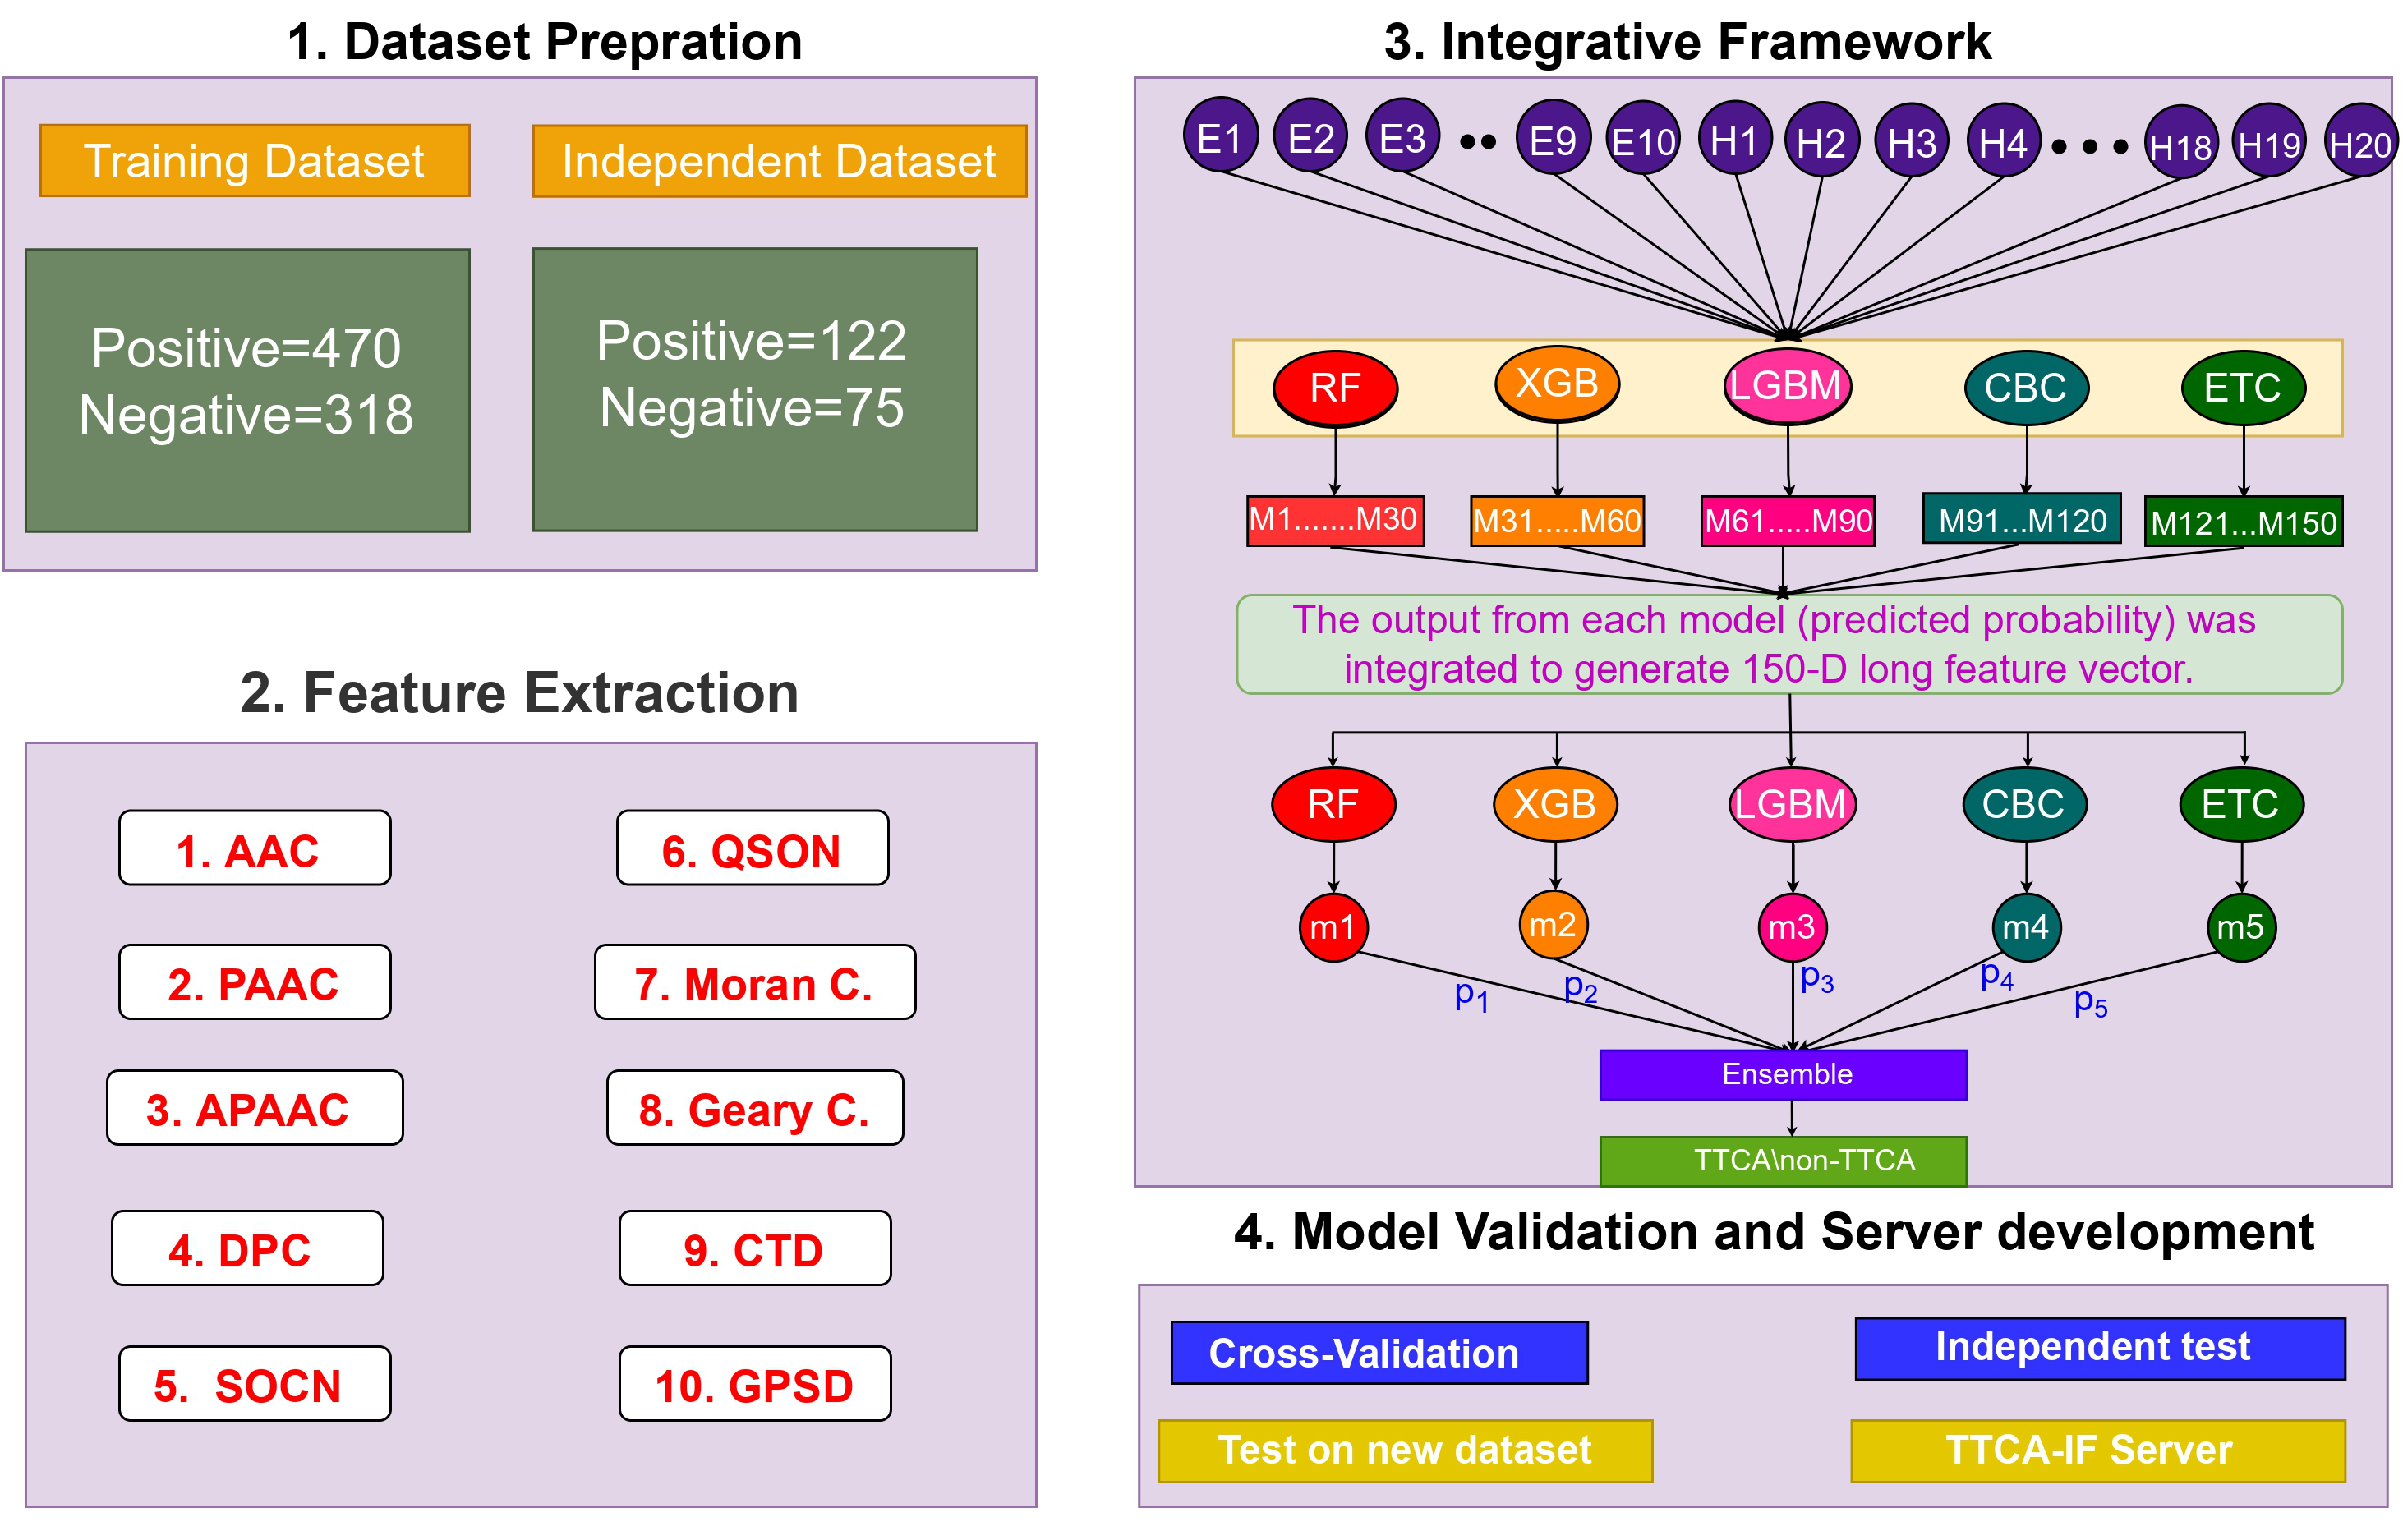 1. Dataset Prepration
Training Dataset
Independent Dataset
Positive=470
Negative=318
Positive=122
Negative=75
2. Feature Extraction
1. AAC
2. PAAC
3. APAAC
4. DPC
5. SOCN
6. QSON
7. Moran C.
8. Geary C.
9. CTD
10. GPSD
3. Integrative Framework
E1 E2 E3 •• E9 E10 H1 H2 H3 H4 • • • H18 H19 H20
RF XGB LGBM CBC ETC
M1.......M30 M31.....M60 M61.....M90 M91...M120 M121...M150
The output from each model (predicted probability) was
integrated to generate 150-D long feature vector.
RF XGB LGBM CBC ETC
m1 m2 m3 m4 m5
p1 p2 p3 p4 p5
Ensemble
TTCA\non-TTCA
4. Model Validation and Server development
Cross-Validation
Independent test
Test on new dataset
TTCA-IF Server